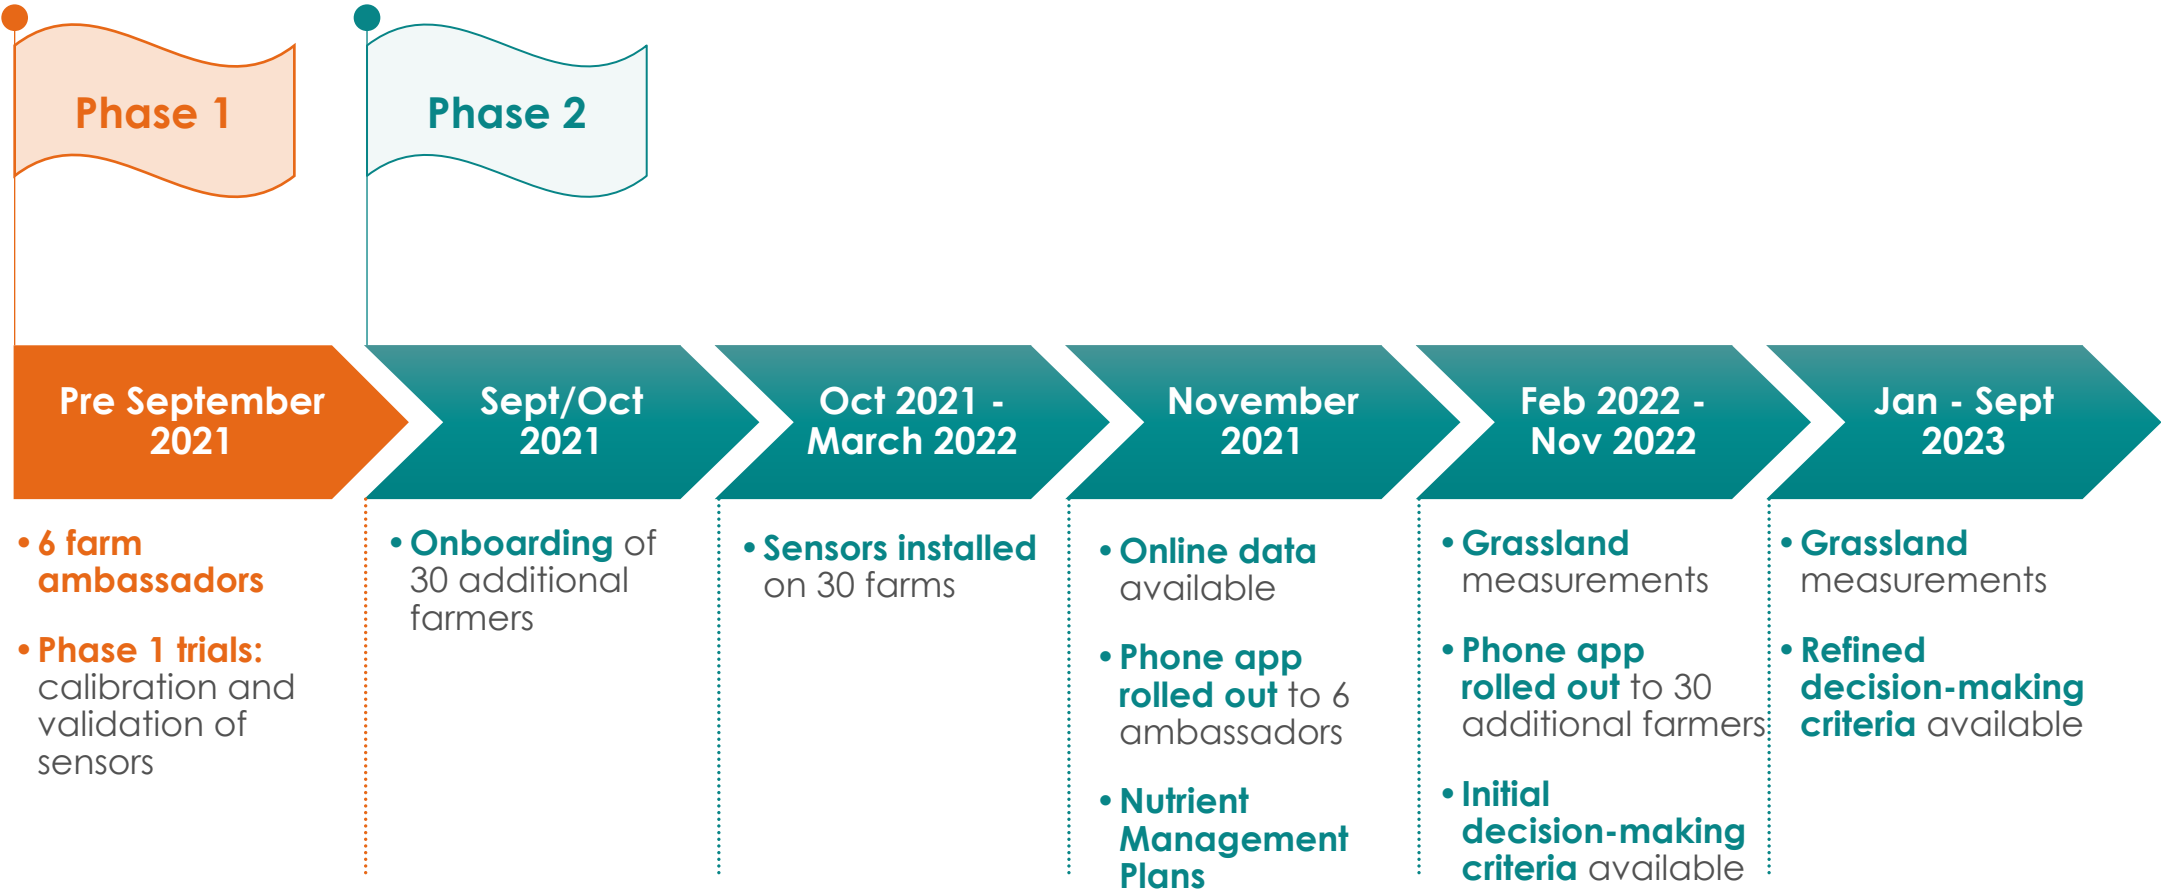 Phase 1
Phase 2
Pre September
2021
Sept/Oct
2021
Oct 2021 -
March 2022
November
2021
Feb 2022 -
Nov 2022
Jan - Sept
2023
• 6 farm
ambassadors
• Phase 1 trials:
calibration and
validation of
sensors
• Onboarding of
30 additional
farmers
• Sensors installed
on 30 farms
• Online data
available
• Phone app
rolled out to 6
ambassadors
• Nutrient
Management
Plans
• Grassland
measurements
• Phone app
rolled out to 30
additional farmers
• Initial
decision-making
criteria available
• Grassland
measurements
• Refined
decision-making
criteria available